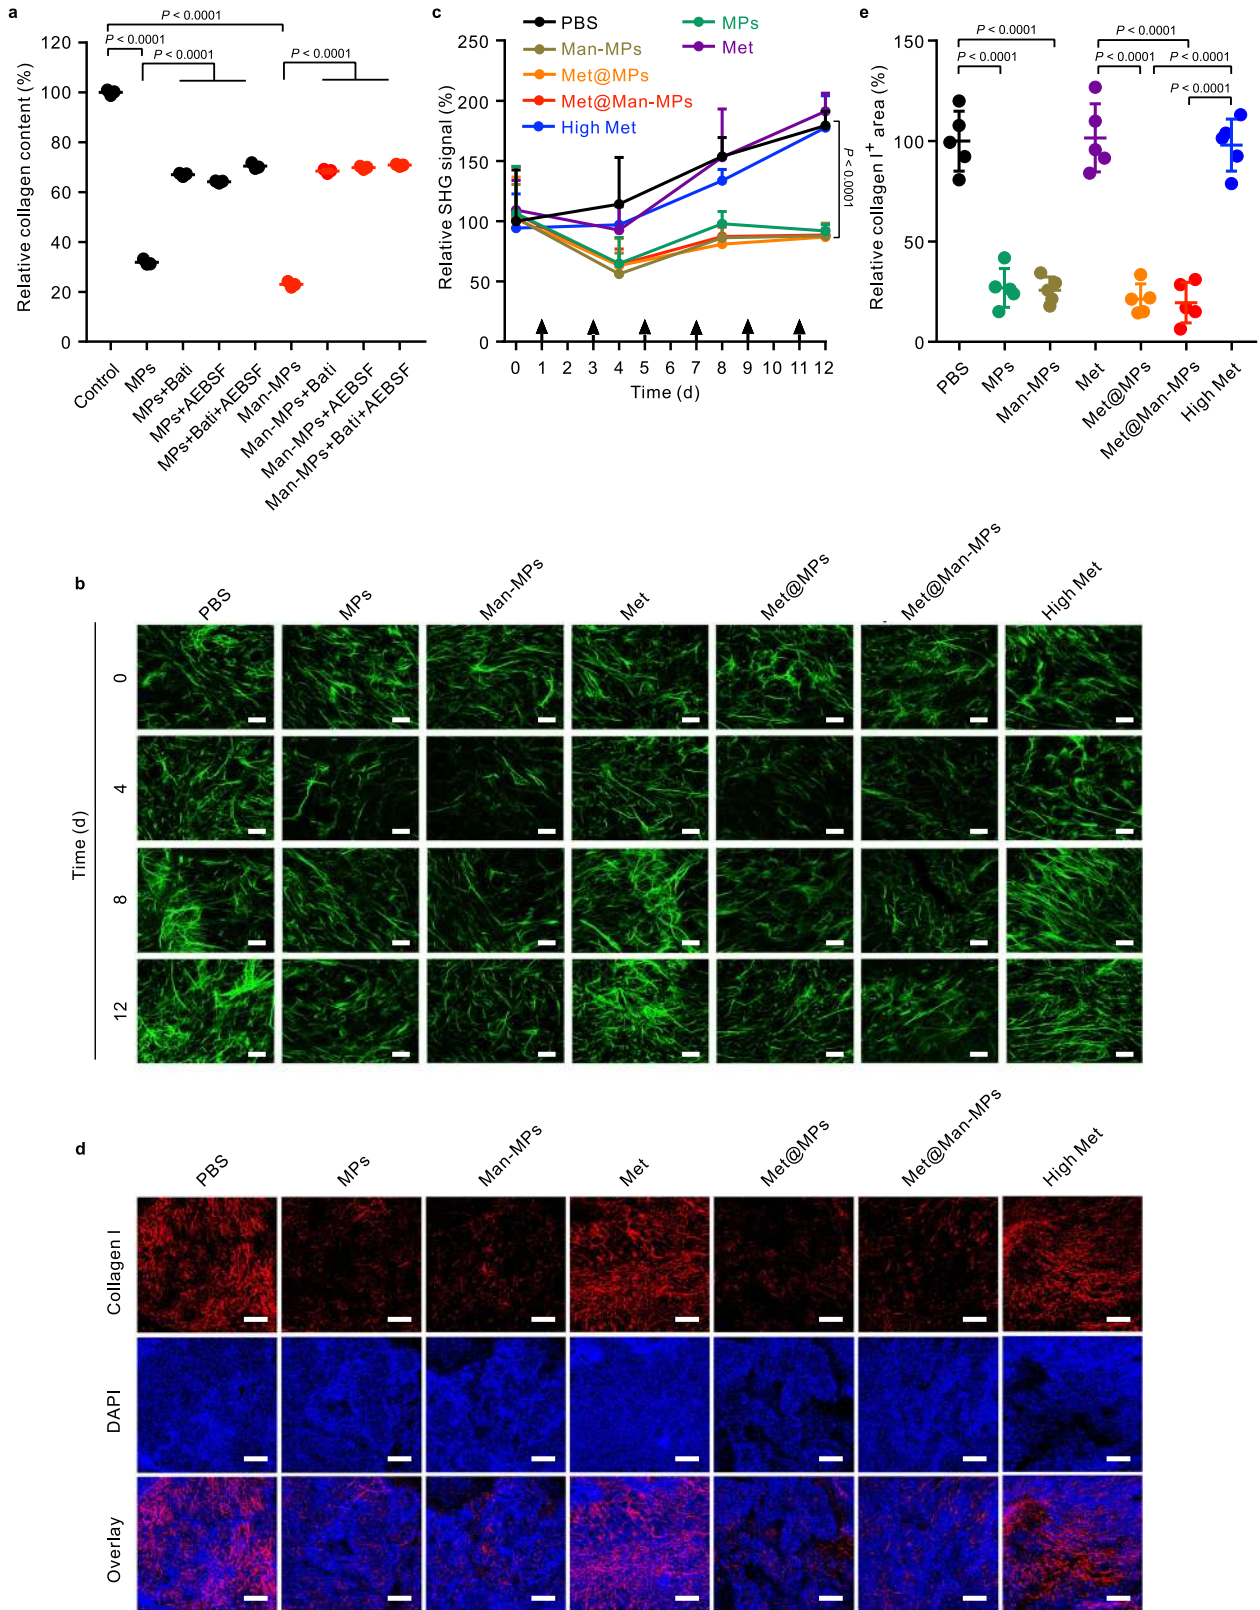 a
P < 0.0001
P < 0.0001
P < 0.0001
P < 0.0001
Relative collagen content (%)
120
100
80
60
40
20
0
Control
MPs
MPs+Bati
MPs+AEBSF
MPs+Bati+AEBSF
Man-MPs
Man-MPs+Bati
Man-MPs+AEBSF
Man-MPs+Bati+AEBSF
c
PBS
Man-MPs
Met@MPs
Met@Man-MPs
High Met
MPs
Met
Relative SHG signal (%)
250
200
150
100
50
0
P < 0.0001
0 1 2 3 4 5 6 7 8 9 10 11 12
Time (d)
e
P < 0.0001
P < 0.0001
P < 0.0001
P < 0.0001
P < 0.0001
P < 0.0001
Relative collagen I+ area (%)
150
100
50
0
PBS
MPs
Man-MPs
Met
Met@MPs
Met@Man-MPs
High Met
b
PBS
MPs
Man-MPs
Met
Met@MPs
Met@Man-MPs
High Met
Time (d)
0
4
8
12
d
PBS
MPs
Man-MPs
Met
Met@MPs
Met@Man-MPs
High Met
Collagen I
DAPI
Overlay